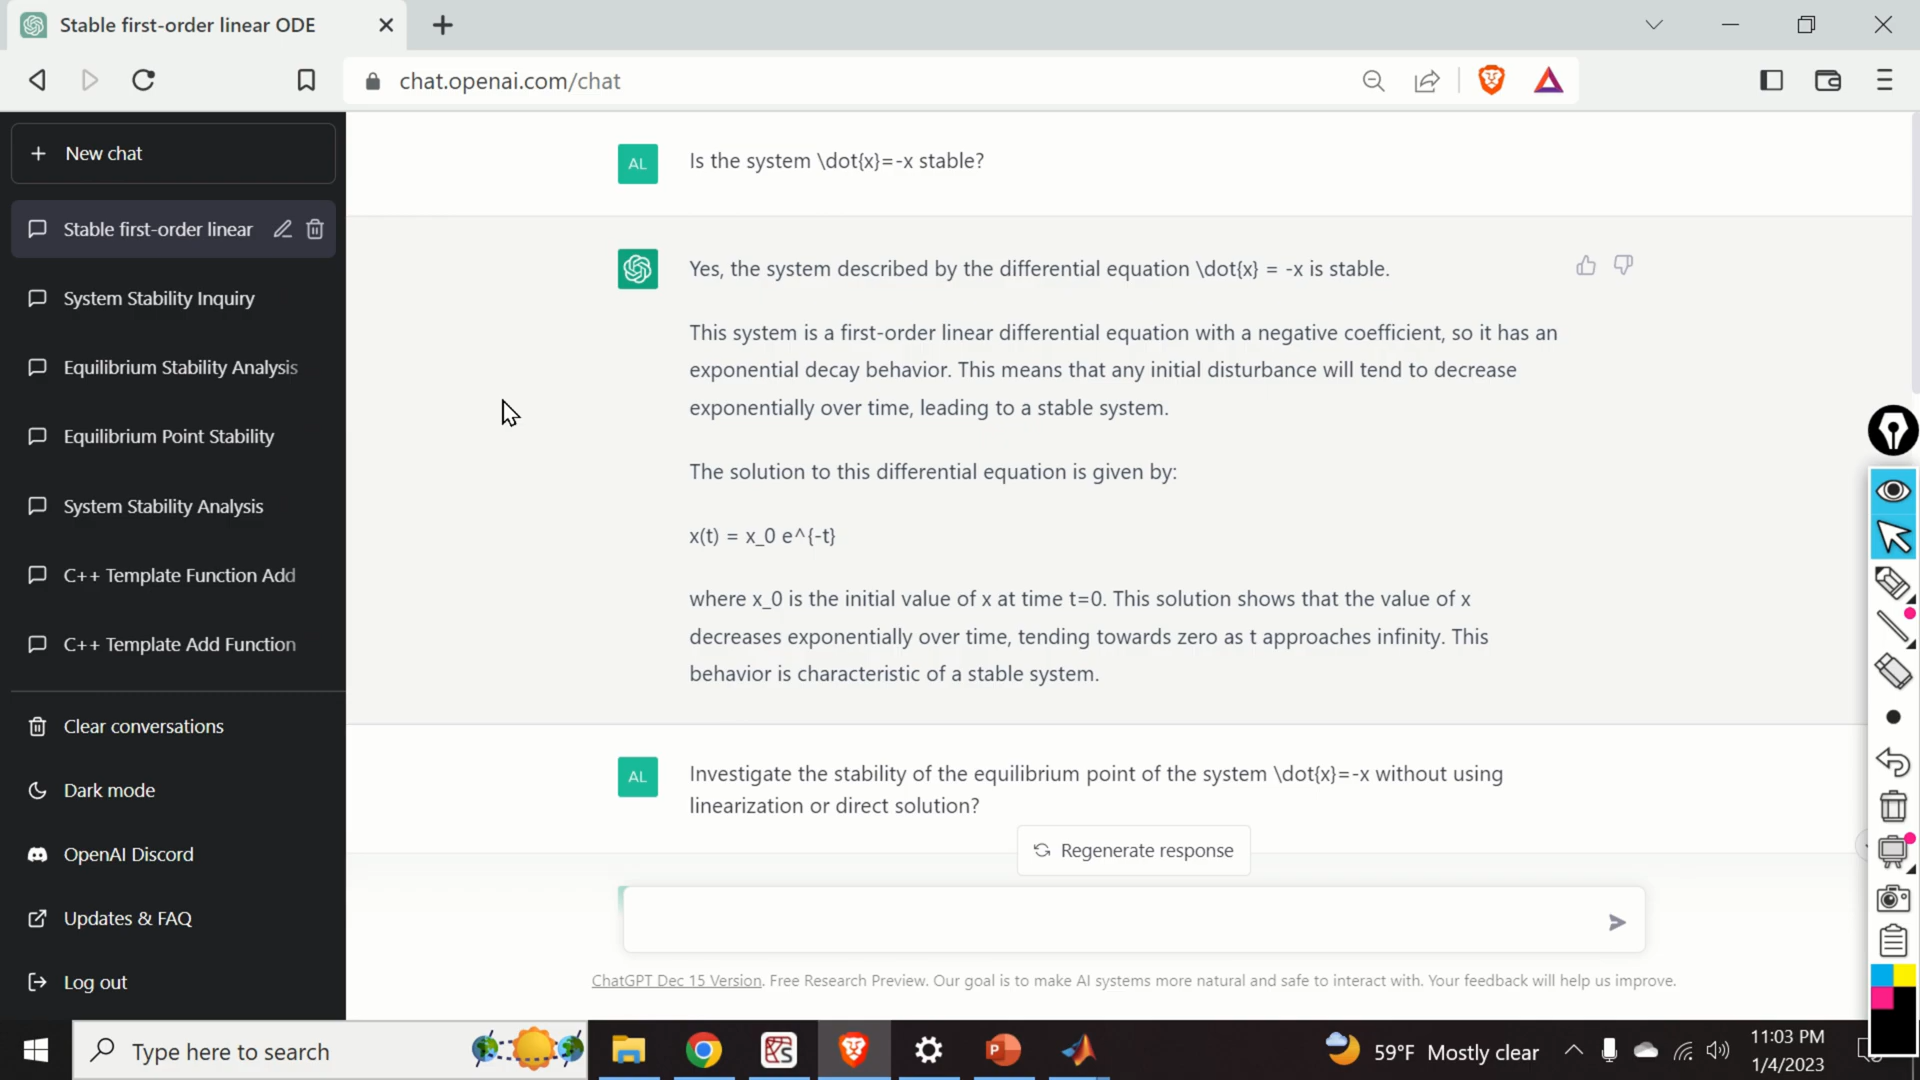 Stable first-order linear ODE
chat.openai.com/chat
New chat
Stable first-order linear
System Stability Inquiry
Equilibrium Stability Analysis
Equilibrium Point Stability
System Stability Analysis
C++ Template Function Add
C++ Template Add Function
Clear conversations
Dark mode
OpenAI Discord
Updates & FAQ
Log out
AL
Is the system \dot{x}=-x stable?
Yes, the system described by the differential equation \dot{x} = -x is stable.
This system is a first-order linear differential equation with a negative coefficient, so it has an
exponential decay behavior. This means that any initial disturbance will tend to decrease
exponentially over time, leading to a stable system.
The solution to this differential equation is given by:
x(t) = x_0 e^{-t}
where x_0 is the initial value of x at time t=0. This solution shows that the value of x
decreases exponentially over time, tending towards zero as t approaches infinity. This
behavior is characteristic of a stable system.
AL
Investigate the stability of the equilibrium point of the system \dot{x}=-x without using
linearization or direct solution?
Regenerate response
ChatGPT Dec 15 Version. Free Research Preview. Our goal is to make AI systems more natural and safe to interact with. Your feedback will help us improve.
Type here to search
59°F Mostly clear
11:03 PM
1/4/2023